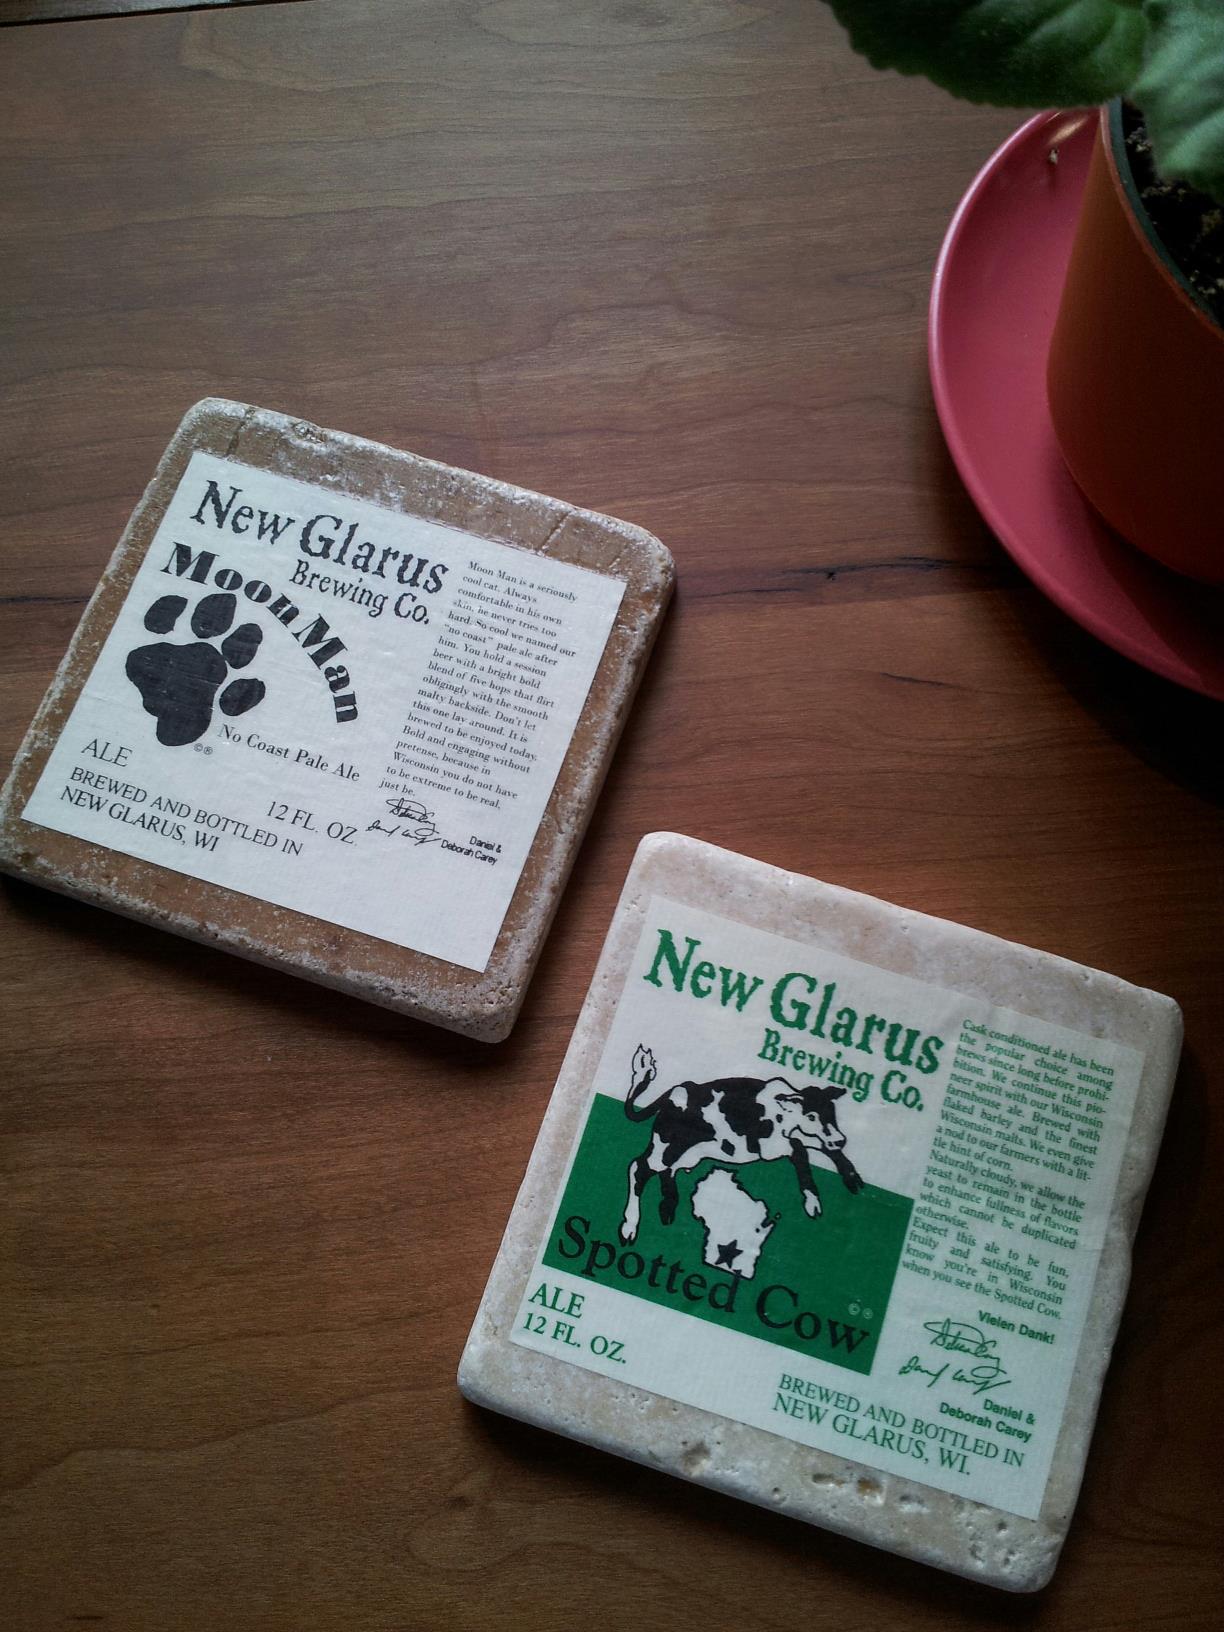 New Glarus
Brewing Co.
Moon Man
No Coast Pale Ale
©®
ALE
12 FL. OZ.
BREWED AND BOTTLED IN
NEW GLARUS, WI
Moon Man is a seriously
cool cat. Always
comfortable in his own
skin, he never tries too
hard. So cool we named our
"no coast" pale ale after
him. You hold a session
beer with a bright bold
blend of five hops that flirt
obligingly with the smooth
malty backside. Don't let
this one lay around. It is
brewed to be enjoyed today.
Bold and engaging without
pretense, because in
Wisconsin you do not have
to be extreme to be real,
just be.
Daniel &
Deborah Carey
New Glarus
Brewing Co.
Spotted Cow
©®
ALE
12 FL. OZ.
BREWED AND BOTTLED IN
NEW GLARUS, WI.
Cask conditioned ale has been
the popular choice among
brews since long before prohi-
bition. We continue this pio-
neer spirit with our Wisconsin
farmhouse ale. Brewed with
flaked barley and the finest
Wisconsin malts. We even give
a nod to our farmers with a lit-
tle hint of corn.
Naturally cloudy, we allow the
yeast to remain in the bottle
to enhance fullness of flavors
which cannot be duplicated
otherwise.
Expect this ale to be fun,
fruity and satisfying. You
know you're in Wisconsin
when you see the Spotted Cow.
Vielen Dank!
Daniel &
Deborah Carey